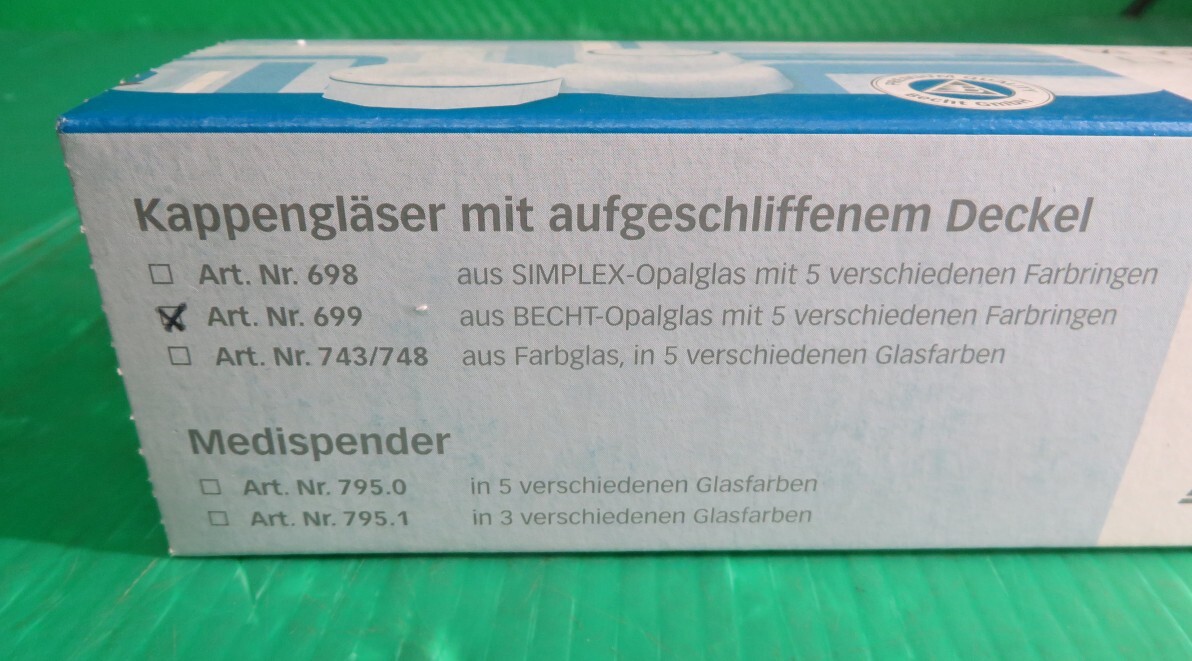 Becht GmbH
Kappengläser mit aufgeschliffenem Deckel
Art. Nr. 698 aus SIMPLEX-Opalglas mit 5 verschiedenen Farbringen
Art. Nr. 699 aus BECHT-Opalglas mit 5 verschiedenen Farbringen
Art. Nr. 743/748 aus Farbglas, in 5 verschiedenen Glasfarben
Medispender
Art. Nr. 795.0 in 5 verschiedenen Glasfarben
Art. Nr. 795.1 in 3 verschiedenen Glasfarben